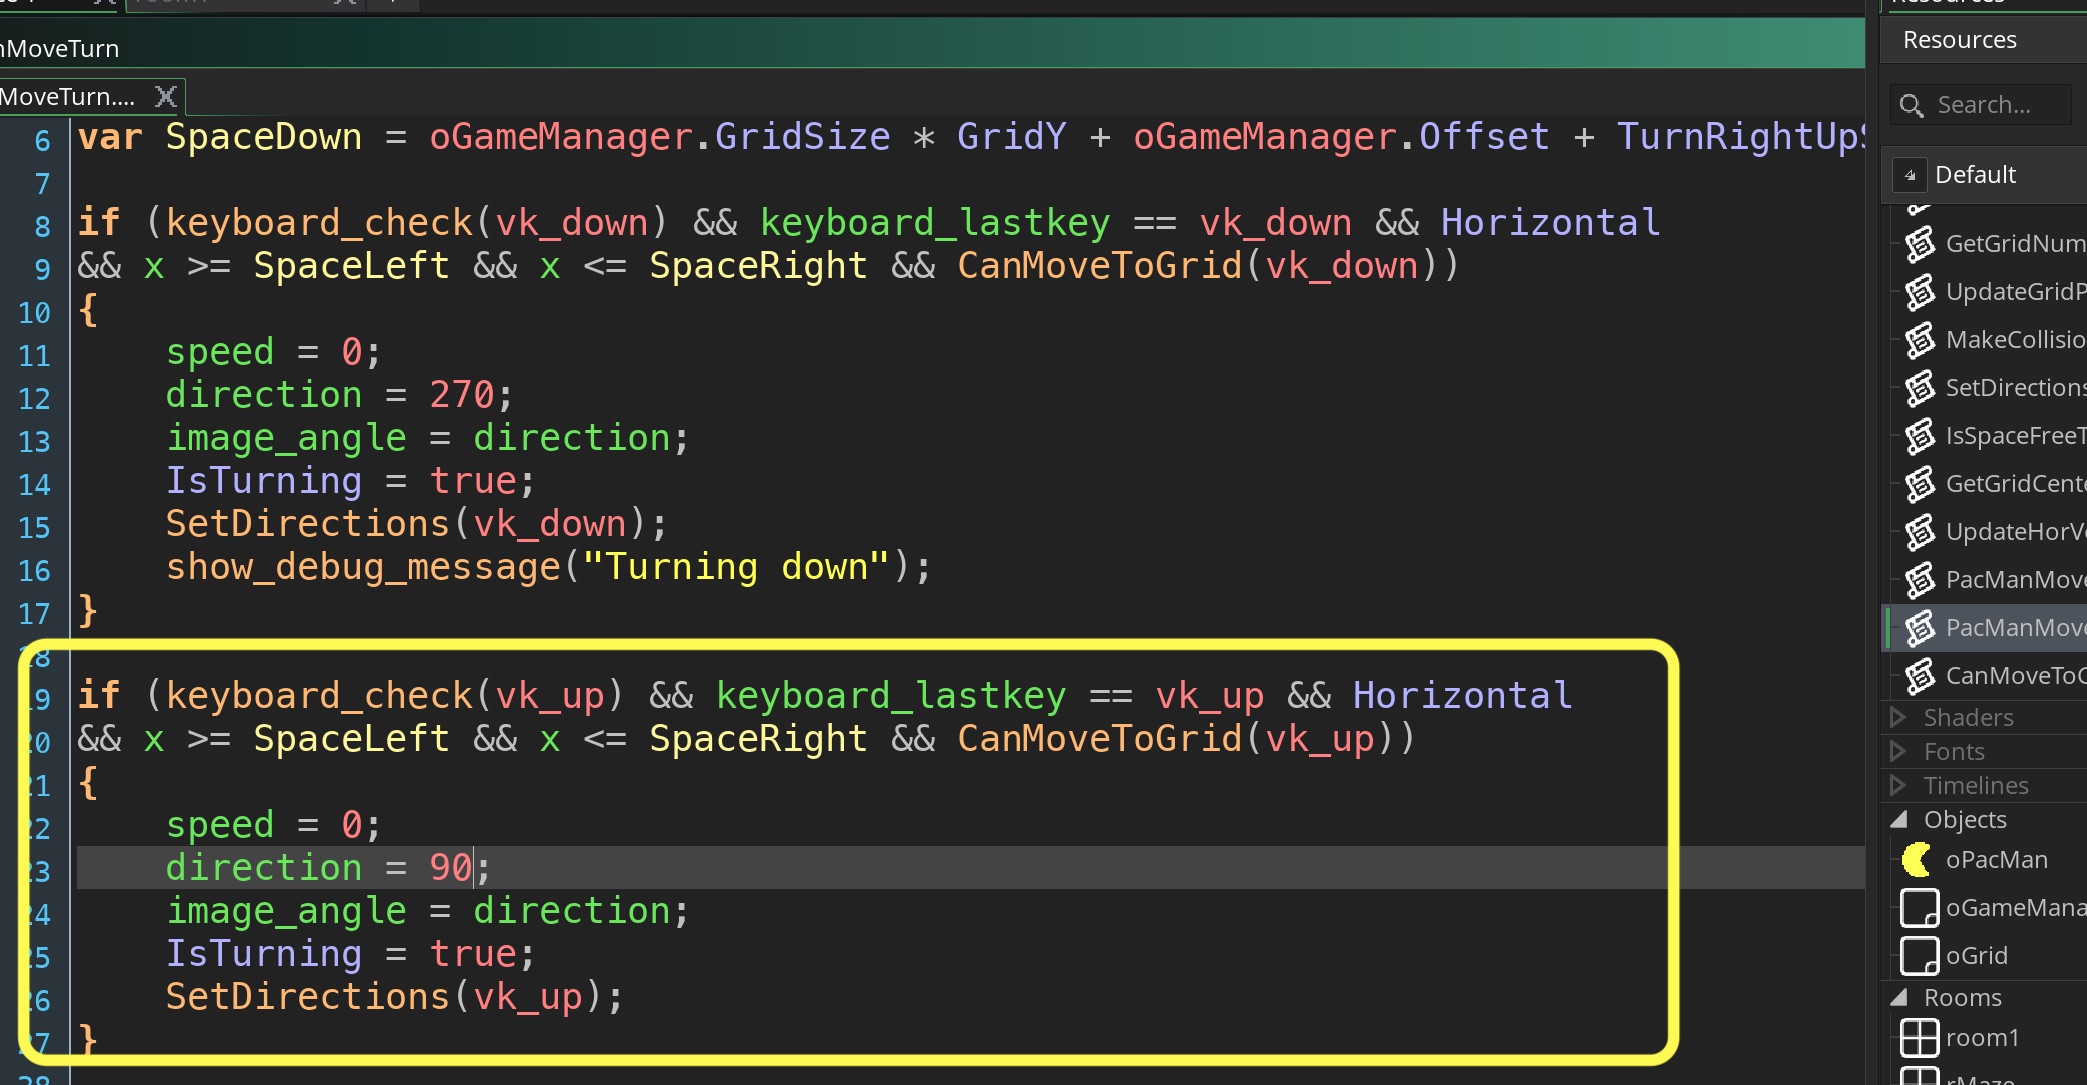 nMoveTurn
MoveTurn....
6 var SpaceDown = oGameManager.GridSize * GridY + oGameManager.Offset + TurnRightUp
7
8 if (keyboard_check(vk_down) && keyboard_lastkey == vk_down && Horizontal
9 && x >= SpaceLeft && x <= SpaceRight && CanMoveToGrid(vk_down))
10 {
11 speed = 0;
12 direction = 270;
13 image_angle = direction;
14 IsTurning = true;
15 SetDirections(vk_down);
16 show_debug_message("Turning down");
17 }
18
19 if (keyboard_check(vk_up) && keyboard_lastkey == vk_up && Horizontal
20 && x >= SpaceLeft && x <= SpaceRight && CanMoveToGrid(vk_up))
21 {
22 speed = 0;
23 direction = 90;
24 image_angle = direction;
25 IsTurning = true;
26 SetDirections(vk_up);
27 }
28
Resources
Resources
Search...
Default
GetGridNum
UpdateGridP
MakeCollisio
SetDirections
IsSpaceFreeT
GetGridCente
UpdateHorVe
PacManMove
PacManMove
CanMoveToG
Shaders
Fonts
Timelines
Objects
oPacMan
oGameMana
oGrid
Rooms
room1
rMaze